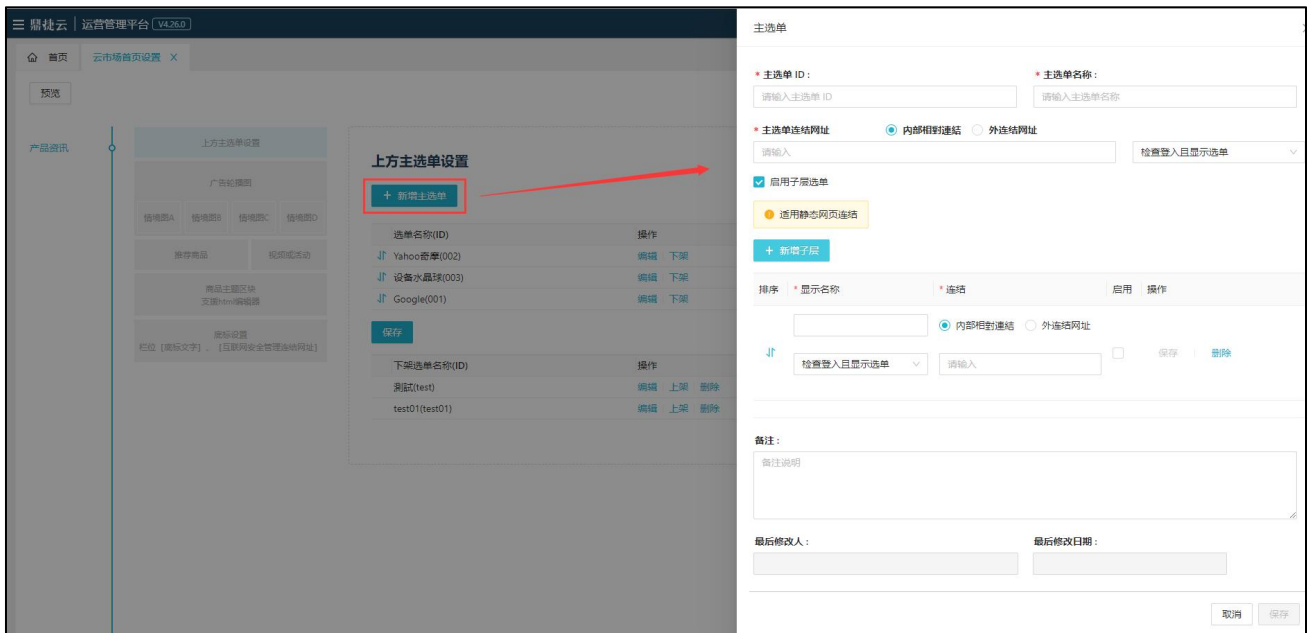 鼎捷云 运营管理平台 V4.26.0
首页 云市场首页设置 X
预览
产品资讯
上方主选单设置
广告轮播图
情境图A 情境图B 情境图C 情境图D
推荐商品 视频或活动
商品主题区块
支援html编辑器
底标设置
栏位 [底标文字] 、 [互联网安全管理连结网址]
上方主选单设置
+ 新增主选单
选单名称(ID) 操作
Yahoo奇摩(002) 编辑 下架
设备水晶球(003) 编辑 下架
Google(001) 编辑 下架
保存
下架选单名称(ID) 操作
測試(test) 编辑 上架 删除
test01(test01) 编辑 上架 删除
主选单
* 主选单 ID : * 主选单名称 :
请输入主选单 ID 请输入主选单名称
* 主选单连结网址 内部相對連結 外连结网址
请输入 检查登入且显示选单
启用子层选单
适用静态网页连结
+ 新增子层
排序 * 显示名称 * 连结 启用 操作
内部相對連結 外连结网址
检查登入且显示选单 请输入 保存 删除
备注 :
备注说明
最后修改人 : 最后修改日期 :
取消 保存